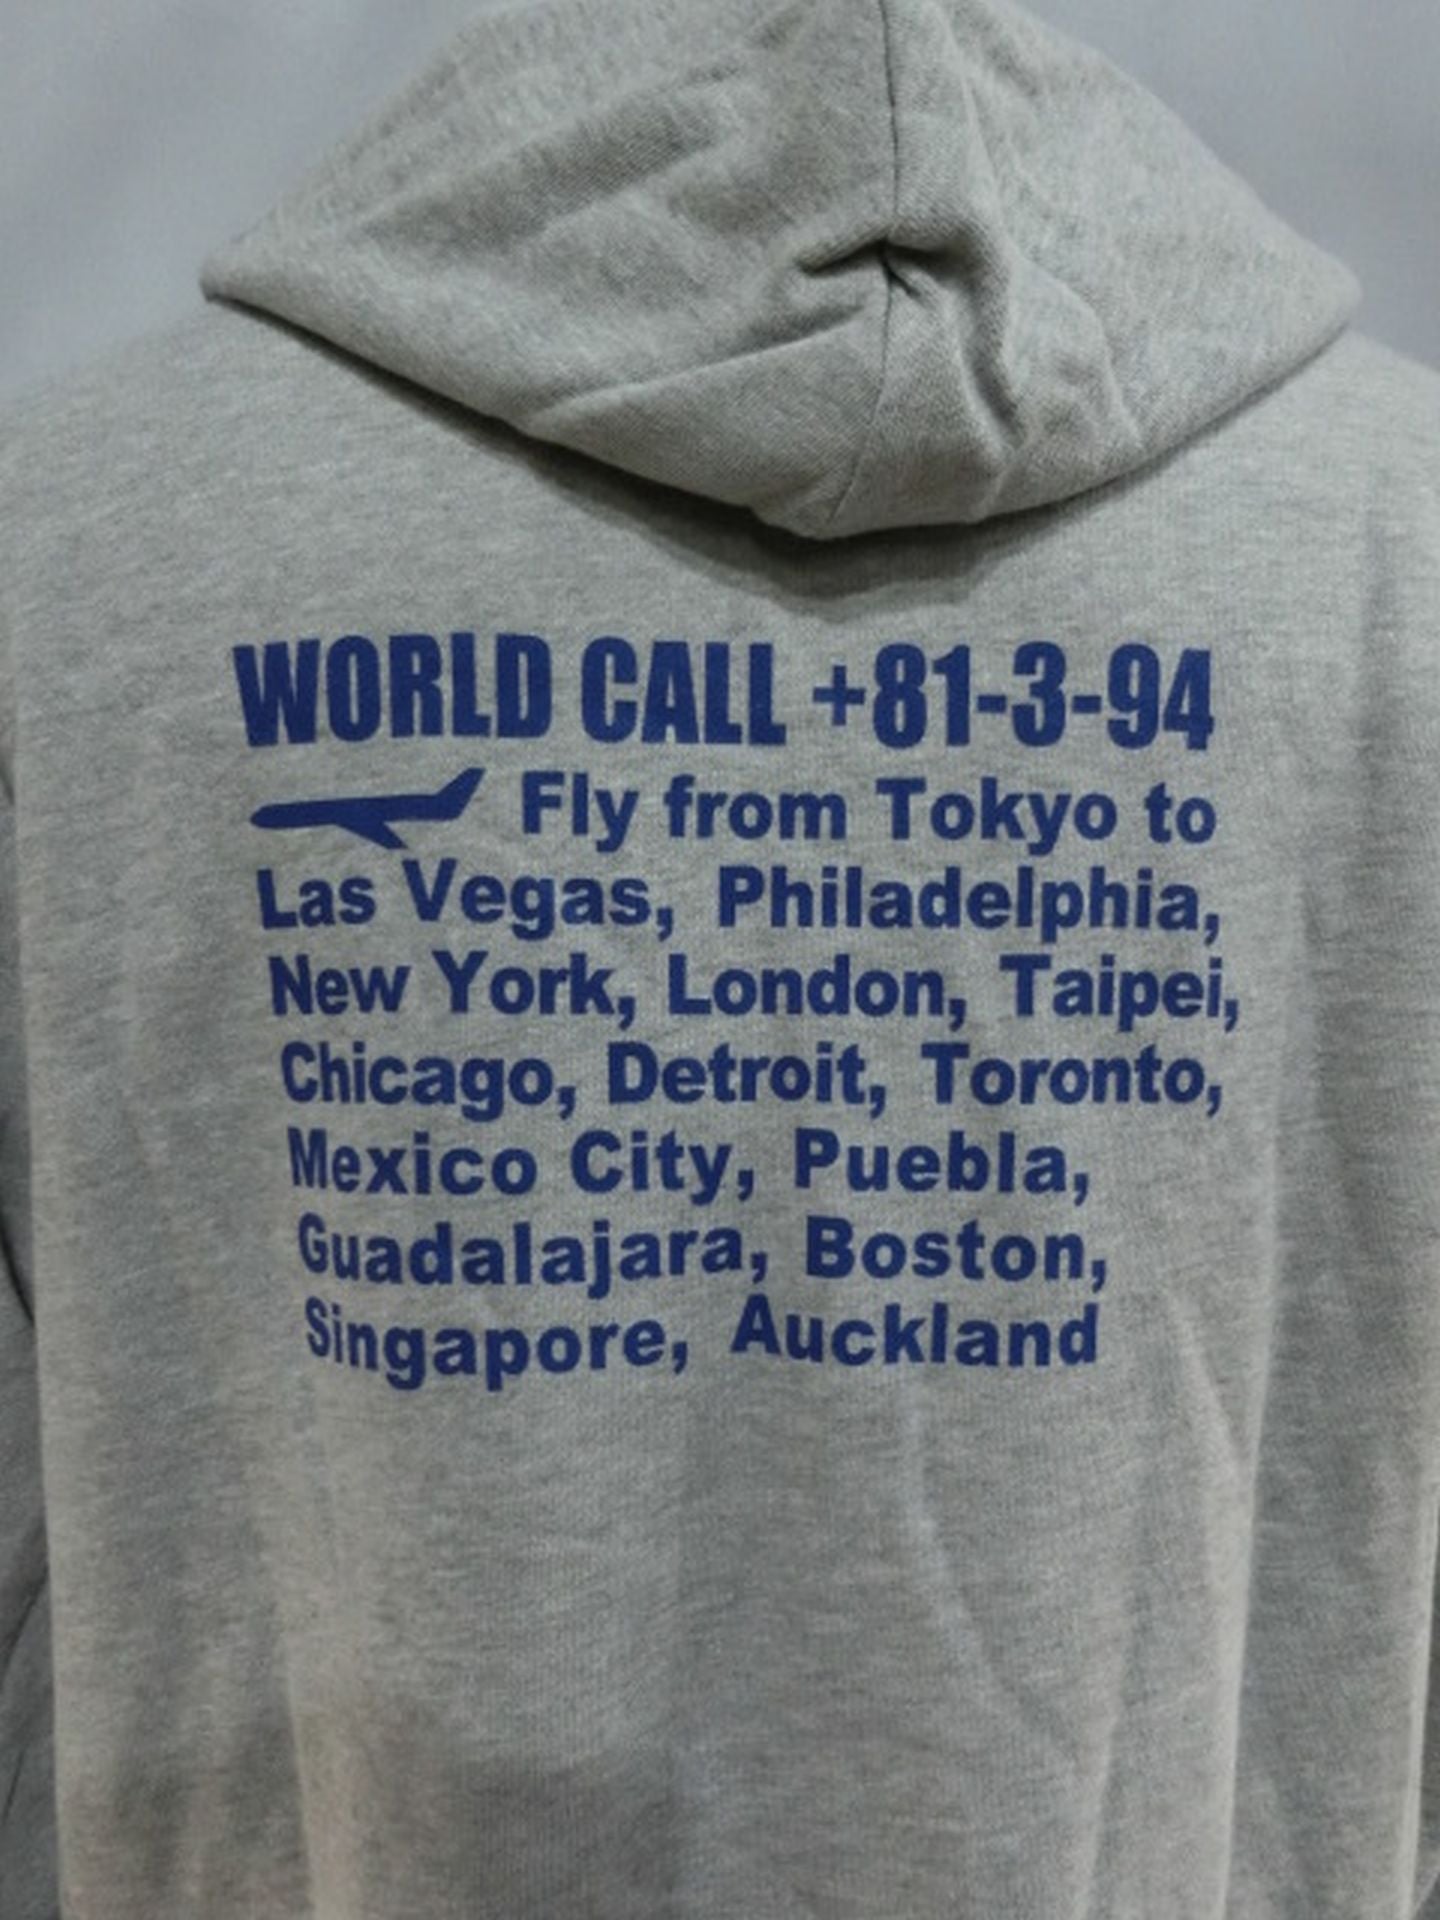 WORLD CALL +81-3-94
Fly from Tokyo to
Las Vegas, Philadelphia,
New York, London, Taipei,
Chicago, Detroit, Toronto,
Mexico City, Puebla,
Guadalajara, Boston,
Singapore, Auckland